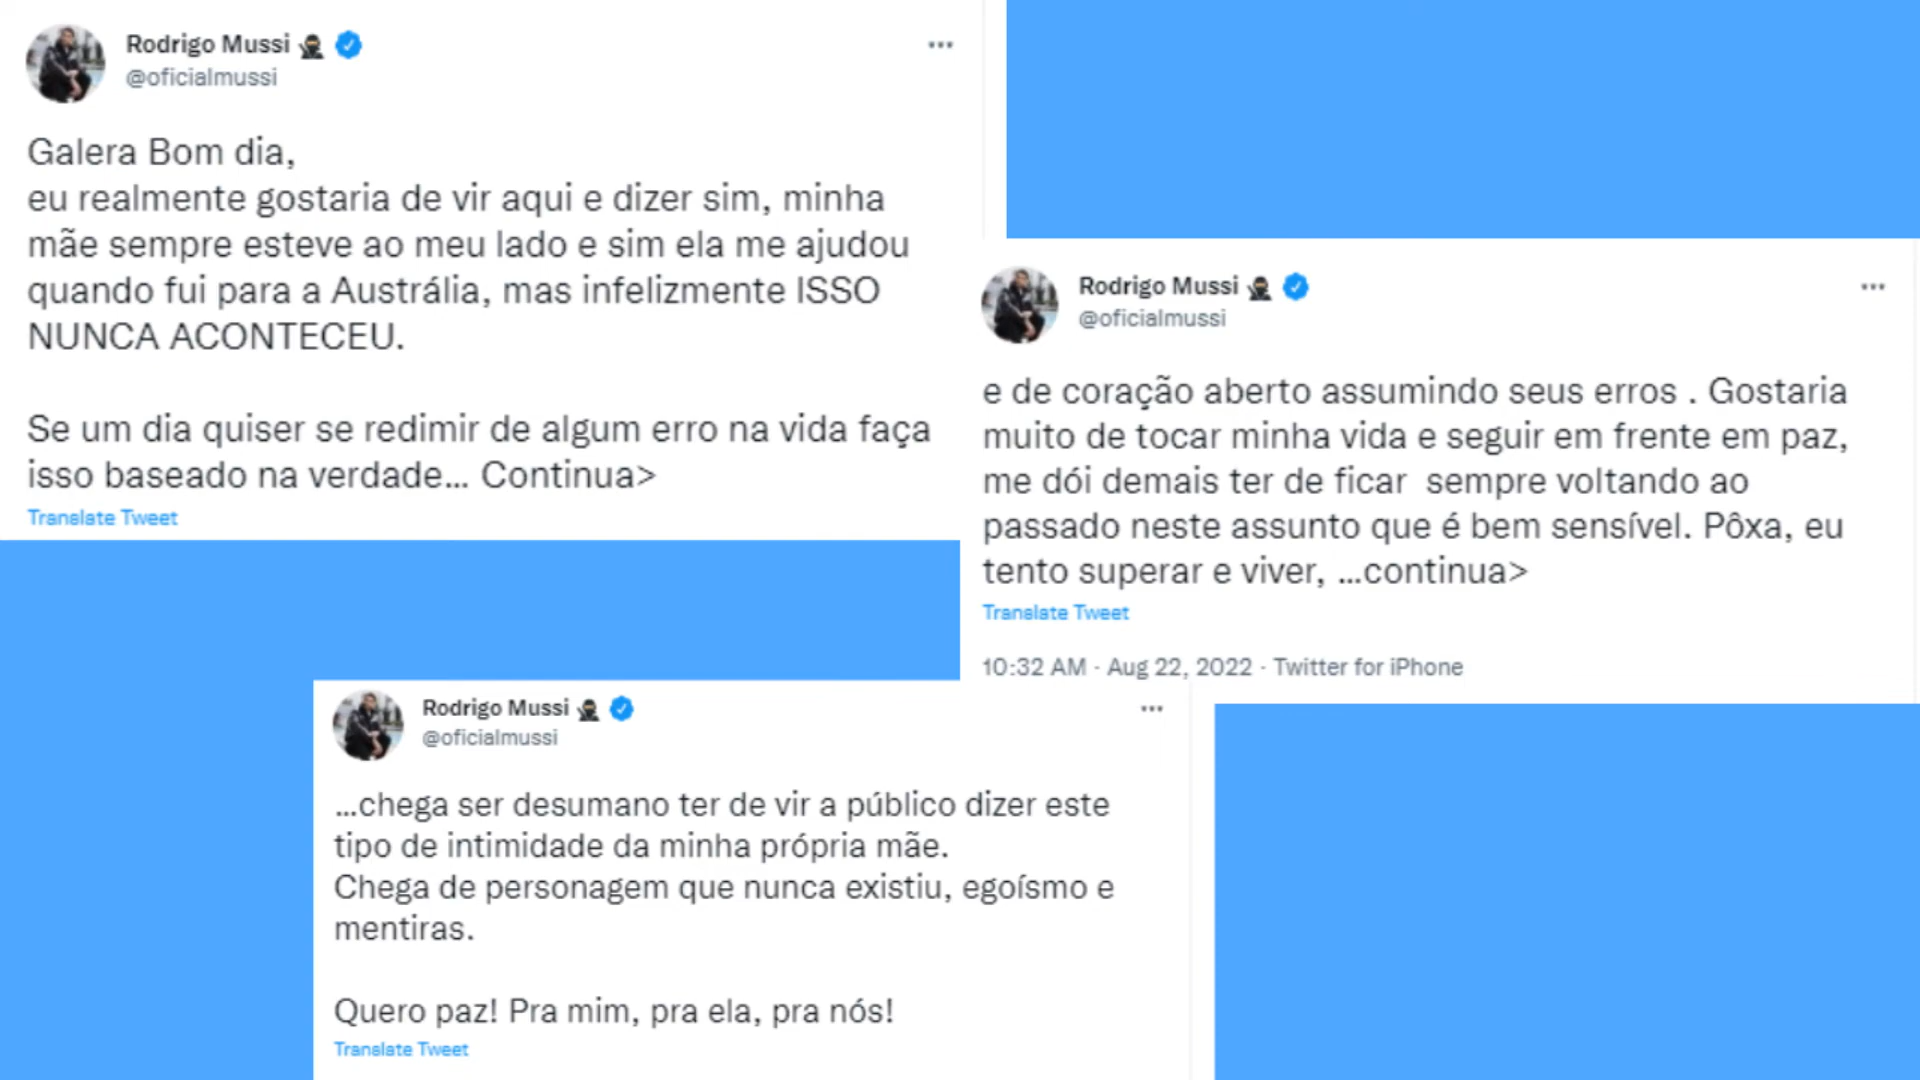 Rodrigo Mussi 🥷
@oficialmussi
Galera Bom dia,
eu realmente gostaria de vir aqui e dizer sim, minha
mãe sempre esteve ao meu lado e sim ela me ajudou
quando fui para a Austrália, mas infelizmente ISSO
NUNCA ACONTECEU.
Se um dia quiser se redimir de algum erro na vida faça
isso baseado na verdade... Continua>
Translate Tweet
Rodrigo Mussi 🥷
@oficialmussi
e de coração aberto assumindo seus erros . Gostaria
muito de tocar minha vida e seguir em frente em paz,
me dói demais ter de ficar  sempre voltando ao
passado neste assunto que é bem sensível. Pôxa, eu
tento superar e viver, ...continua>
Translate Tweet
10:32 AM · Aug 22, 2022 · Twitter for iPhone
Rodrigo Mussi 🥷
@oficialmussi
...chega ser desumano ter de vir a público dizer este
tipo de intimidade da minha própria mãe.
Chega de personagem que nunca existiu, egoísmo e
mentiras.
Quero paz! Pra mim, pra ela, pra nós!
Translate Tweet